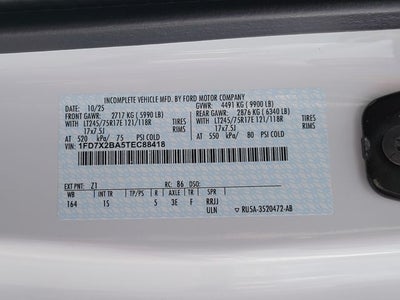 INCOMPLETE VEHICLE MFD. BY FORD MOTOR COMPANY
10/25 GVWR: 4491 KG ( 9900 LB)
FRONT GAWR: 2717 KG ( 5990 LB) REAR GAWR: 2876 KG ( 6340 LB)
LT245/75R17E 121/118R TIRES LT245/75R17E 121/118R TIRES
17x7.5J RIMS 17x7.5J RIMS
AT 520 kPa/ 75 PSI COLD AT 550 kPa/ 80 PSI COLD
VIN: 1FD7X2BA5TEC88418
EXT PNT: Z1 RC: 86 DSO:
WB INT TR TP/PS R AXLE TR F RRJJ
164 15 5 3E F ULN RU5A-3520472-AB